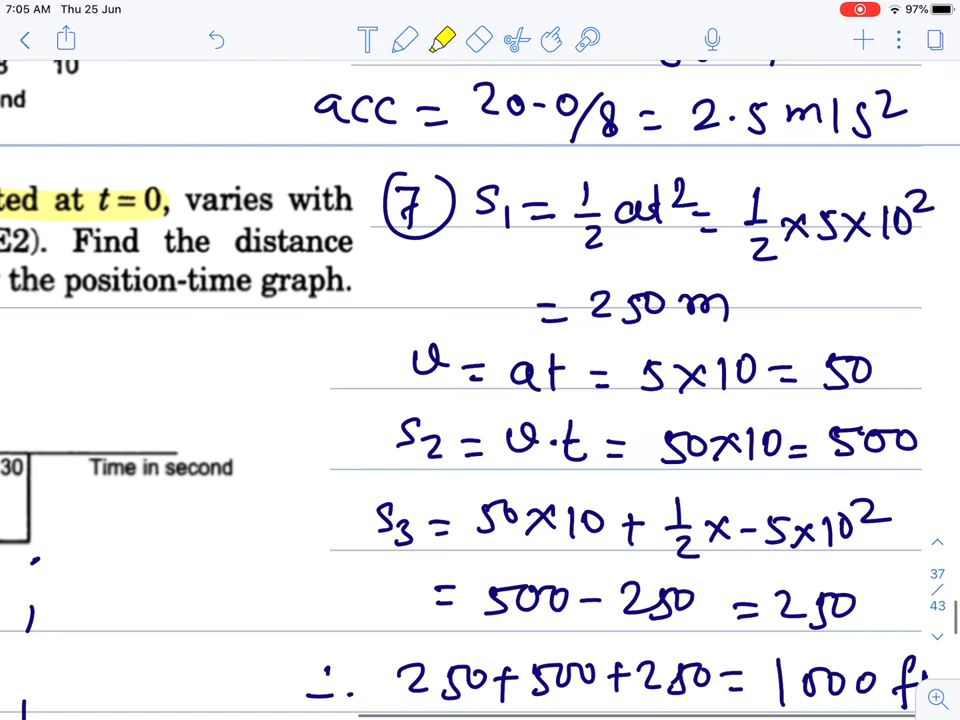 7:05 AM Thu 25 Jun
97%
10
nd
acc = 20-0/8 = 2.5 m/s²
ted at t = 0, varies with
E2). Find the distance
the position-time graph.
(7) S₁ = 1/2 at² = 1/2 × 5 × 10²
= 250 m
v = at = 5 × 10 = 50
S₂ = v·t = 50×10 = 500
30
Time in second
S₃ = 50×10 + 1/2 × -5×10²
= 500 - 250 = 250
∴ 250+500+250 = 1000 f
37
/
43